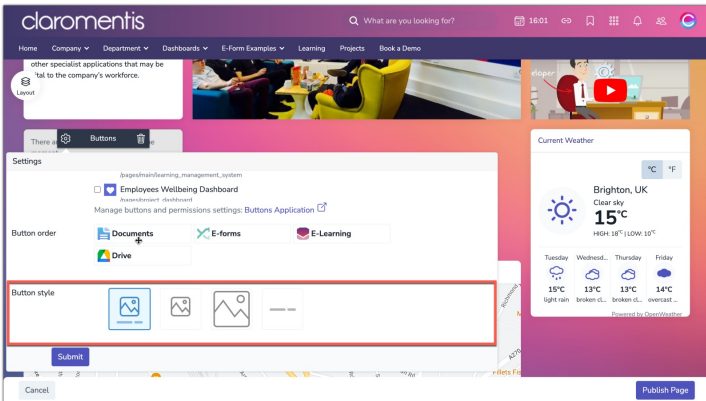 claromentis
What are you looking for?
16:01
Home Company Department Dashboards E-Form Examples Learning Projects Book a Demo
other specialist applications that may be
vital to the company's workforce.
Layout
Buttons
Settings
/pages/main/learning_management_system
Employees Wellbeing Dashboard
/pages/project_dashboard
Manage buttons and permissions settings: Buttons Application
Button order
Documents E-forms E-Learning
Drive
Button style
Submit
Current Weather
°C °F
Brighton, UK
Clear sky
15°C
HIGH: 18°C | LOW: 10°C
Tuesday Wednesd... Thursday Friday
15°C 13°C 13°C 14°C
light rain broken cl... broken cl... overcast ...
Powered by OpenWeather
Richmond
A270
Fillets Fis
Cancel
Publish Page